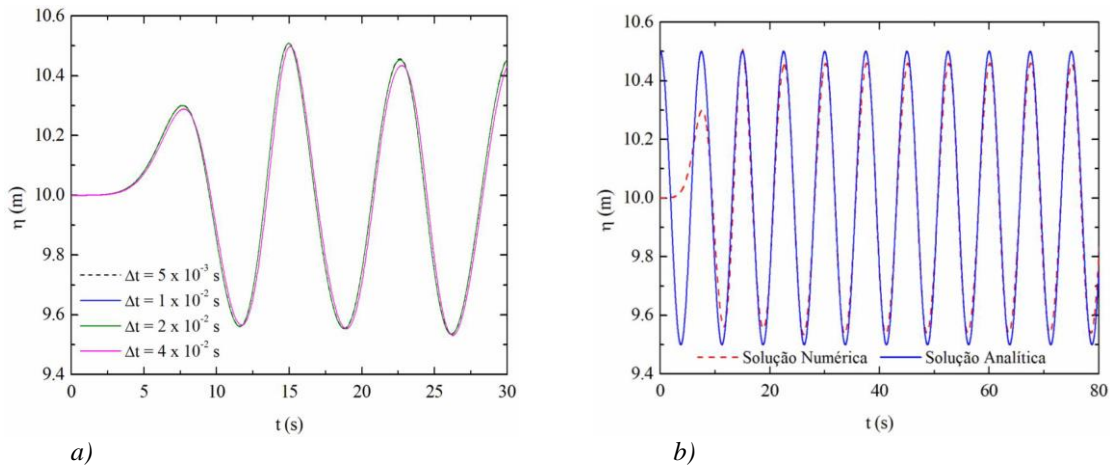 10.6
10.4
10.2
10.0
9.8
9.6
9.4
η (m)
Δt = 5 x 10⁻³ s
Δt = 1 x 10⁻² s
Δt = 2 x 10⁻² s
Δt = 4 x 10⁻² s
0 5 10 15 20 25 30
t (s)
a)
10.6
10.4
10.2
10.0
9.8
9.6
9.4
η (m)
Solução Numérica Solução Analítica
0 20 40 60 80
t (s)
b)